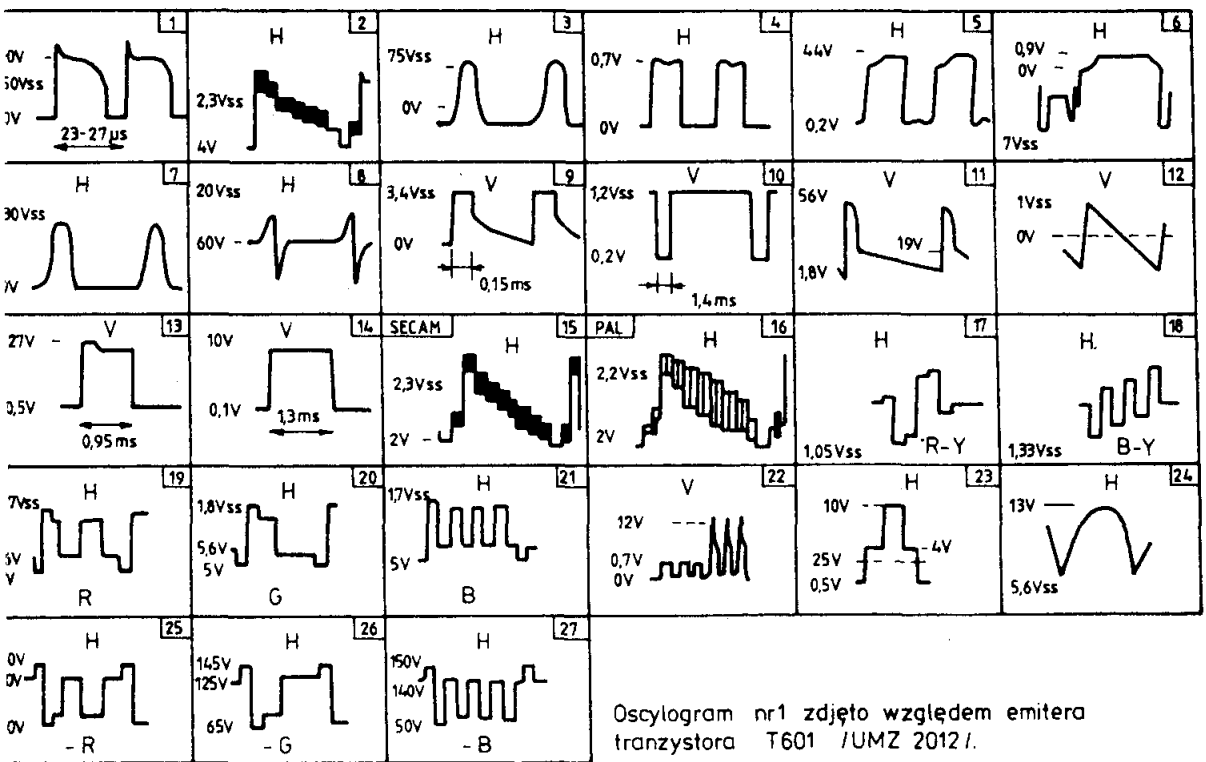 1
0V
50Vss
0V
23-27µs
2
H
2,3Vss
4V
3
H
75Vss
0V
4
H
0,7V
0V
5
H
44V
0,2V
6
H
0,9V
0V
7Vss
7
H
30Vss
0V
8
H
20Vss
60V
9
V
3,4Vss
0V
0,15ms
10
V
1,2Vss
0,2V
1,4ms
11
V
56V
19V
1,8V
12
V
1Vss
0V
13
V
27V
0,5V
0,95ms
14
V
10V
0,1V
1,3ms
SECAM
15
H
2,3Vss
2V
PAL
16
H
2,2Vss
2V
17
H
1,05Vss
R-Y
18
H.
1,33Vss
B-Y
19
H
7Vss
V
R
20
H
1,8Vss
5,6V
5V
G
21
H
1,7Vss
5V
B
22
V
12V
0,7V
0V
23
H
10V
4V
25V
0,5V
24
H
13V
5,6Vss
25
H
0V
0V
0V
-R
26
H
145V
125V
65V
-G
27
H
150V
140V
50V
-B
Oscylogram nr1 zdjęto względem emitera
tranzystora T601 /UMZ 2012/.